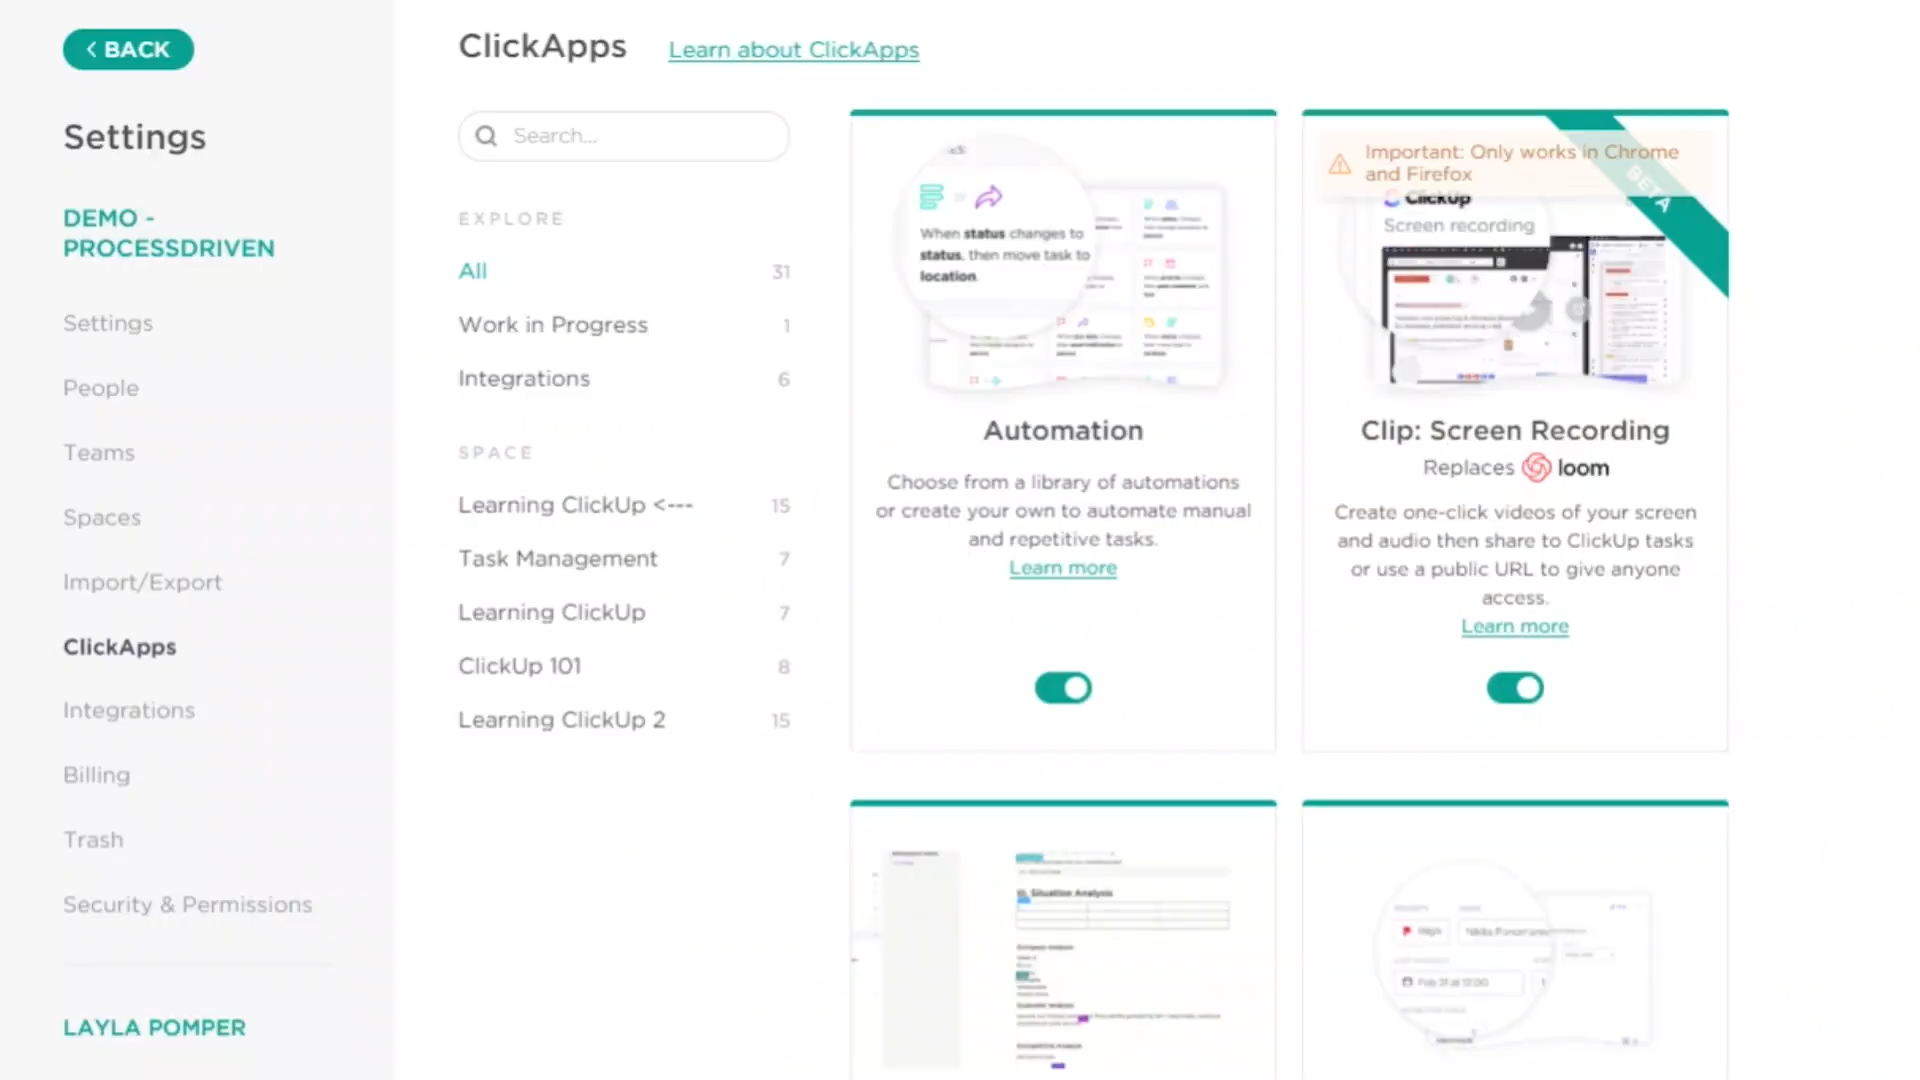 BACK
Settings
DEMO -
PROCESSDRIVEN
Settings
People
Teams
Spaces
Import/Export
ClickApps
Integrations
Billing
Trash
Security & Permissions
LAYLA POMPER
ClickApps
Learn about ClickApps
Search...
EXPLORE
All 31
Work in Progress 1
Integrations 6
SPACE
Learning ClickUp <--- 15
Task Management 7
Learning ClickUp 7
ClickUp 101 8
Learning ClickUp 2 15
When status changes to
status, then move task to
location.
Automation
Choose from a library of automations
or create your own to automate manual
and repetitive tasks.
Learn more
Important: Only works in Chrome
and Firefox
BETA
ClickUp
Screen recording
Clip: Screen Recording
Replaces loom
Create one-click videos of your screen
and audio then share to ClickUp tasks
or use a public URL to give anyone
access.
Learn more
Situation Analysis
High